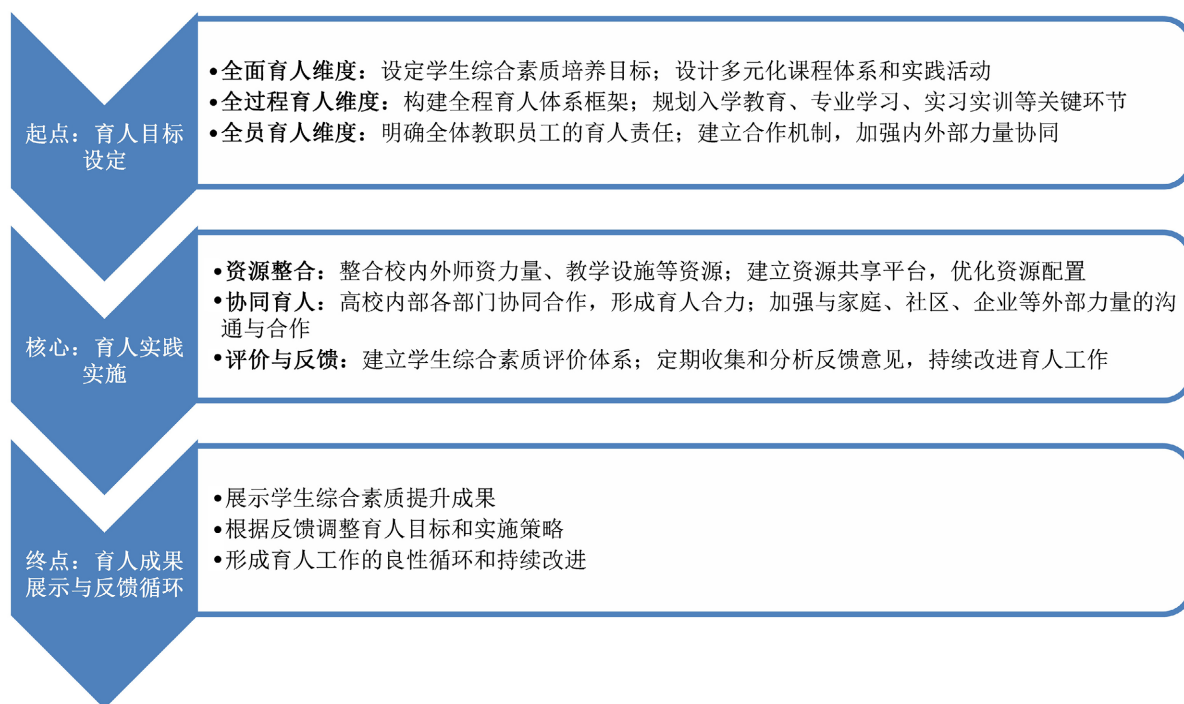 起点：育人目标
设定
•全面育人维度：设定学生综合素质培养目标；设计多元化课程体系和实践活动
•全过程育人维度：构建全程育人体系框架；规划入学教育、专业学习、实习实训等关键环节
•全员育人维度：明确全体教职员工的育人责任；建立合作机制，加强内外部力量协同
核心：育人实践
实施
•资源整合：整合校内外师资力量、教学设施等资源；建立资源共享平台，优化资源配置
•协同育人：高校内部各部门协同合作，形成育人合力；加强与家庭、社区、企业等外部力量的沟
通与合作
•评价与反馈：建立学生综合素质评价体系；定期收集和分析反馈意见，持续改进育人工作
终点：育人成果
展示与反馈循环
•展示学生综合素质提升成果
•根据反馈调整育人目标和实施策略
•形成育人工作的良性循环和持续改进